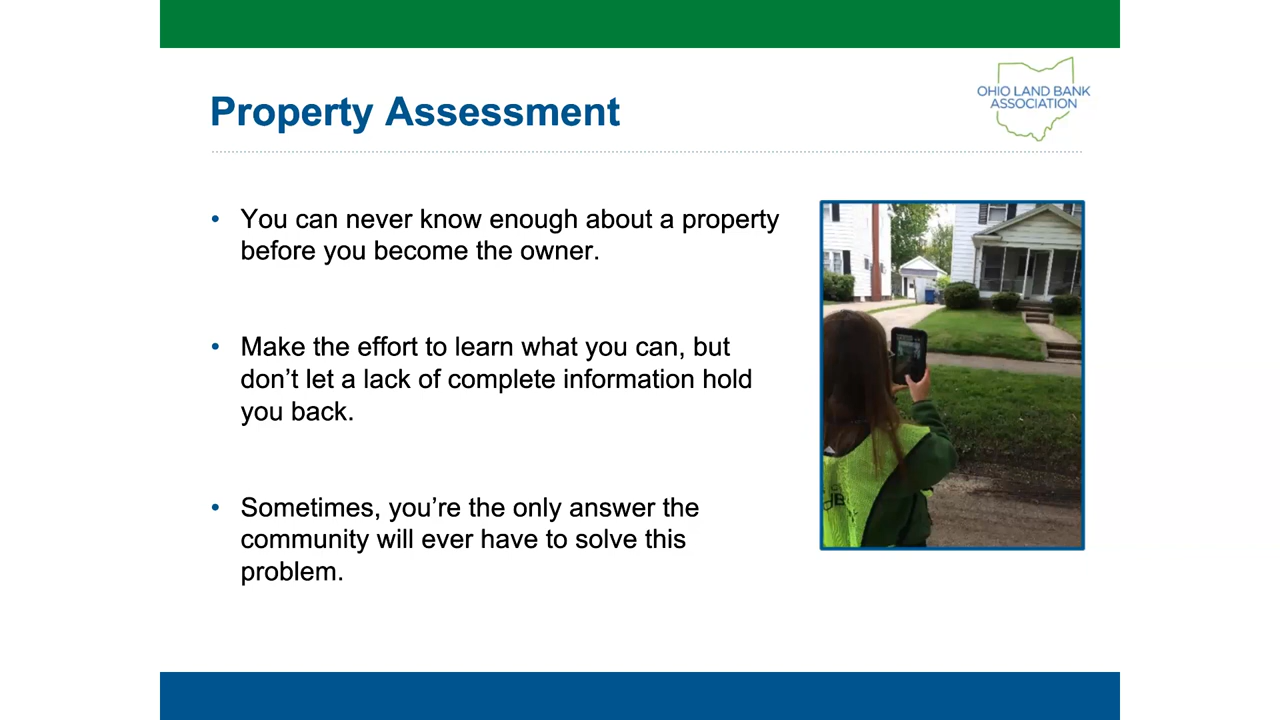 Property Assessment
OHIO LAND BANK
ASSOCIATION
• You can never know enough about a property
before you become the owner.
• Make the effort to learn what you can, but
don’t let a lack of complete information hold
you back.
• Sometimes, you’re the only answer the
community will ever have to solve this
problem.